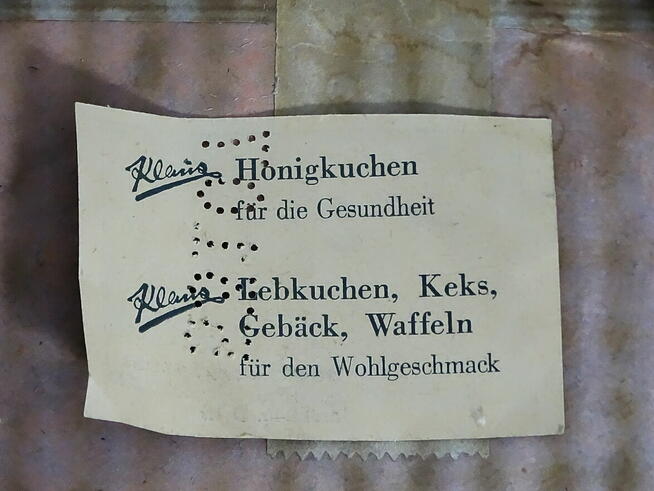 Klaus Honigkuchen
für die Gesundheit
Klaus Lebkuchen, Keks,
Gebäck, Waffeln
für den Wohlgeschmack